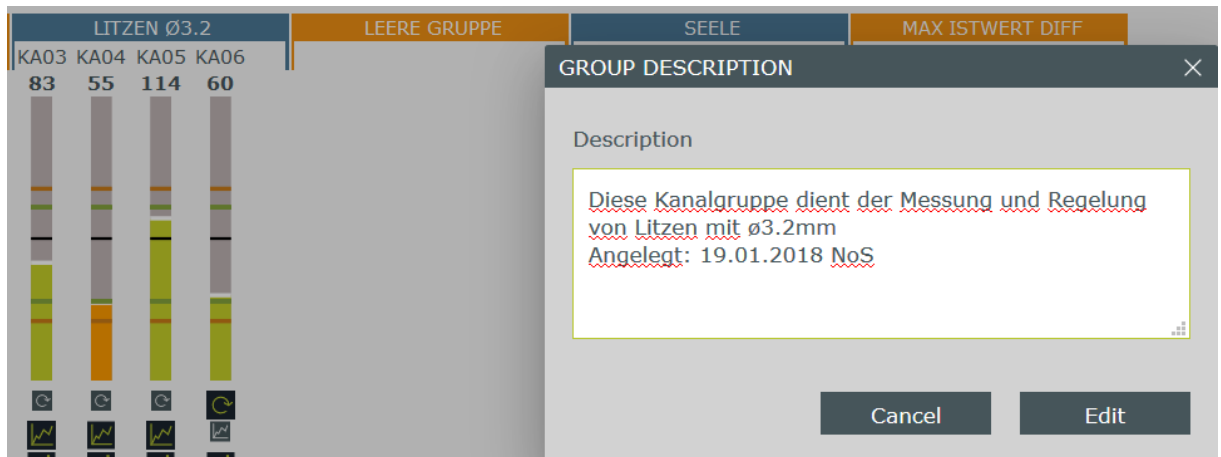 LITZEN Ø3.2
LEERE GRUPPE
SEELE
MAX ISTWERT DIFF
KA03 KA04 KA05 KA06
83 55 114 60
GROUP DESCRIPTION
Description
Diese Kanalgruppe dient der Messung und Regelung
von Litzen mit ø3.2mm
Angelegt: 19.01.2018 NoS
Cancel
Edit